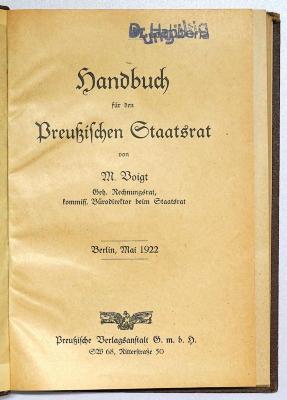 Handbuch
für den
Preußischen Staatsrat
von
M. Voigt
Geh. Rechnungsrat,
kommiss. Bürodirektor beim Staatsrat
Berlin, Mai 1922
Preußische Verlagsanstalt G. m. b. H.
SW 68, Ritterstraße 50